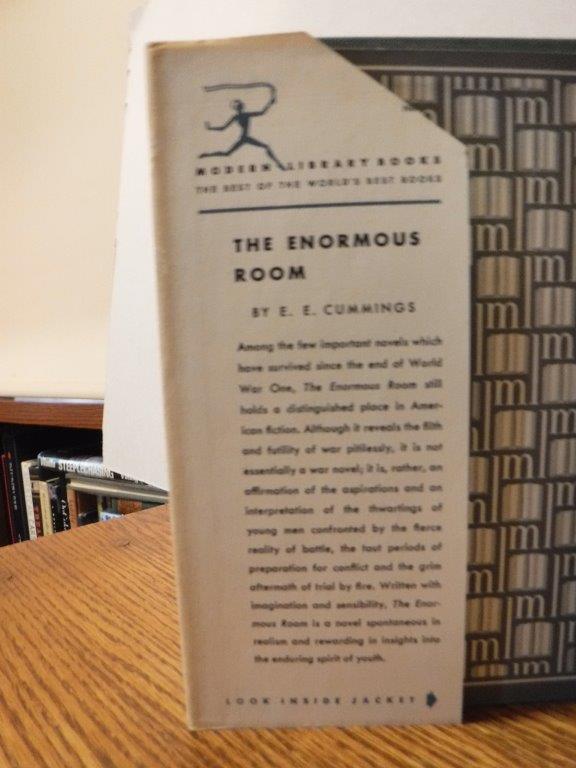 MODERN LIBRARY BOOKS
THE BEST OF THE WORLD'S BEST BOOKS
THE ENORMOUS
ROOM
BY E. E. CUMMINGS
Among the few important novels which
have survived since the end of World
War One, The Enormous Room still
holds a distinguished place in Amer-
ican fiction. Although it reveals the filth
and futility of war pitilessly, it is not
essentially a war novel; it is, rather, an
affirmation of the aspirations and an
interpretation of the thwartings of
young men confronted by the fierce
reality of battle, the taut periods of
preparation for conflict and the grim
aftermath of trial by fire. Written with
imagination and sensibility, The Enor-
mous Room is a novel spontaneous in
realism and rewarding in insights into
the enduring spirit of youth.
LOOK INSIDE JACKET
STEEPLECHASING